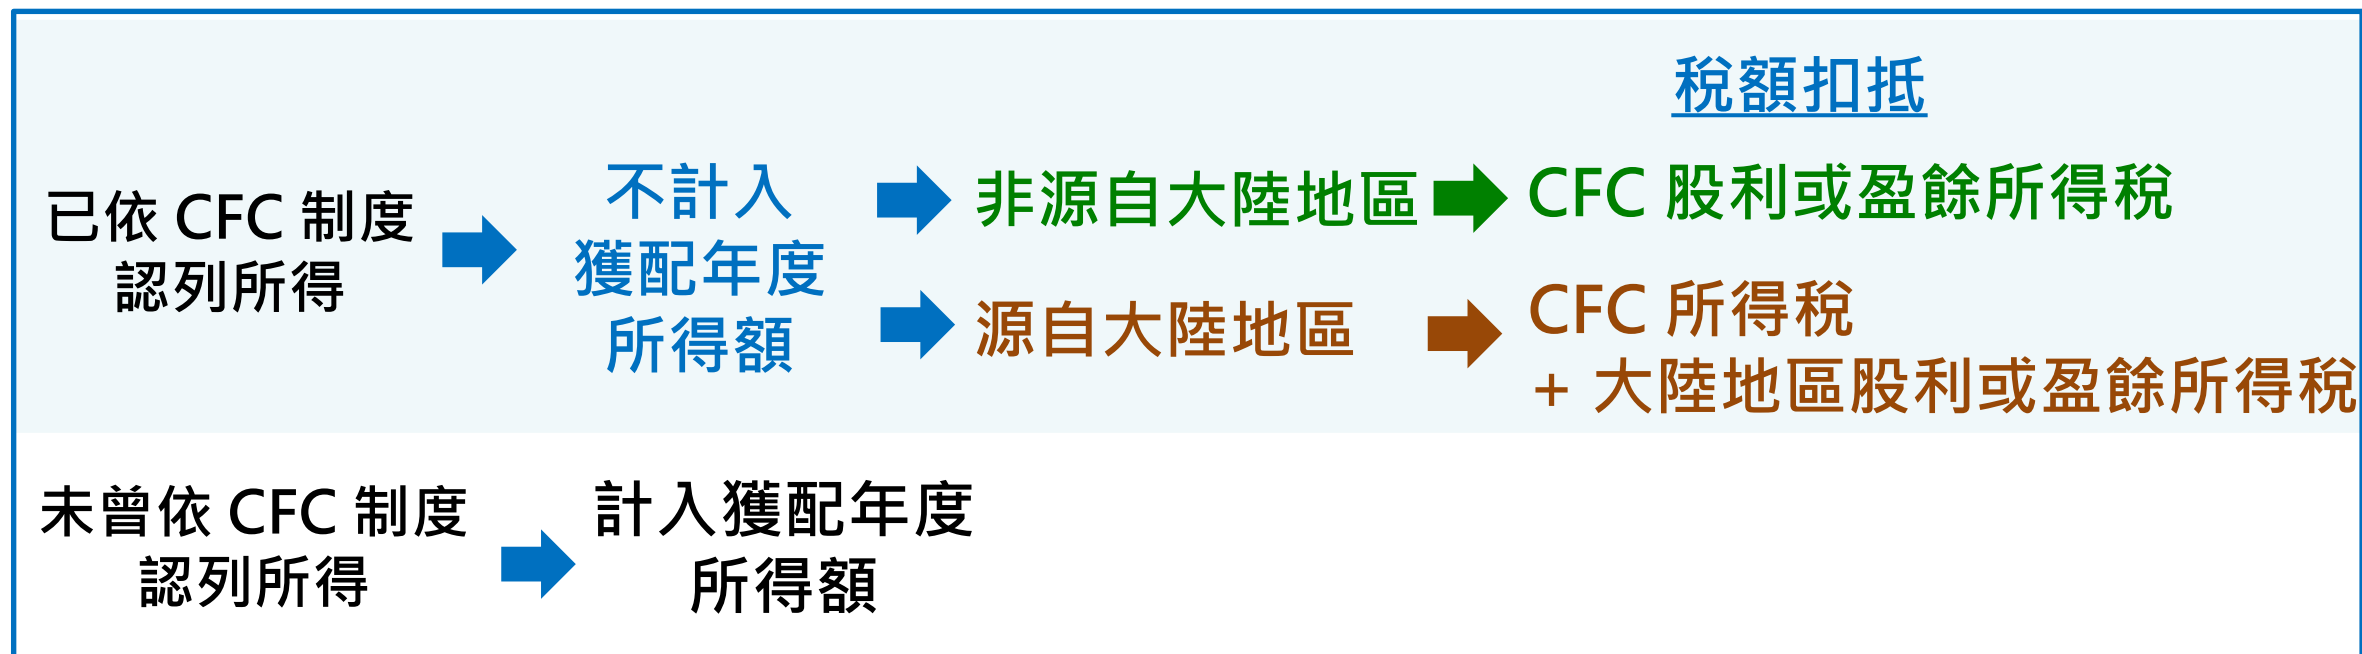 稅額扣抵
已依 CFC 制度
認列所得
不計入
獲配年度
所得額
非源自大陸地區
CFC 股利或盈餘所得稅
源自大陸地區
CFC 所得稅
+ 大陸地區股利或盈餘所得稅
未曾依 CFC 制度
認列所得
計入獲配年度
所得額